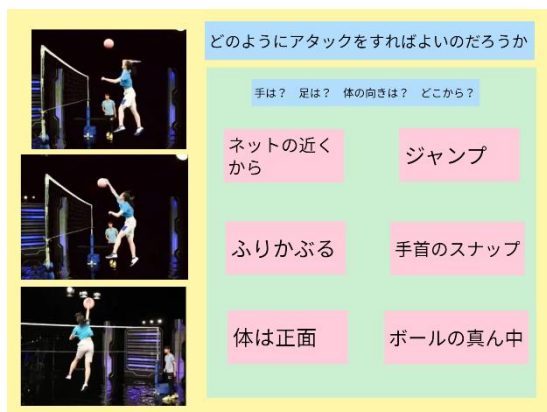 どのようにアタックをすればよいのだろうか
手は？　足は？　体の向きは？　どこから？
ネットの近く
から
ジャンプ
ふりかぶる
手首のスナップ
体は正面
ボールの真ん中